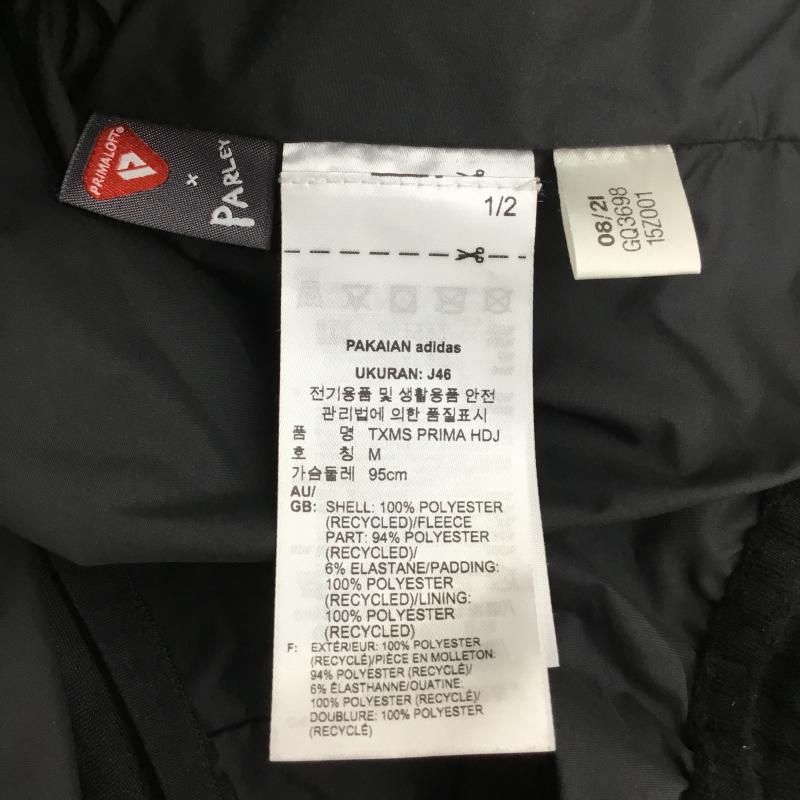 PRIMALOFT®
×
PARLEY
1/2
08/21
GQ3698
15Z001
PAKAIAN adidas
UKURAN: J46
전기용품 및 생활용품 안전
관리법에 의한 품질표시
품 명 TXMS PRIMA HDJ
호 칭 M
가슴둘레 95cm
AU/
GB: SHELL: 100% POLYESTER
(RECYCLED)/FLEECE
PART: 94% POLYESTER
(RECYCLED)/
6% ELASTANE/PADDING:
100% POLYESTER
(RECYCLED)/LINING:
100% POLYESTER
(RECYCLED)
F: EXTÉRIEUR: 100% POLYESTER
(RECYCLÉ)/PIÈCE EN MOLLETON:
94% POLYESTER (RECYCLÉ)/
6% ÉLASTHANNE/OUATINE:
100% POLYESTER (RECYCLÉ)/
DOUBLURE: 100% POLYESTER
(RECYCLÉ)